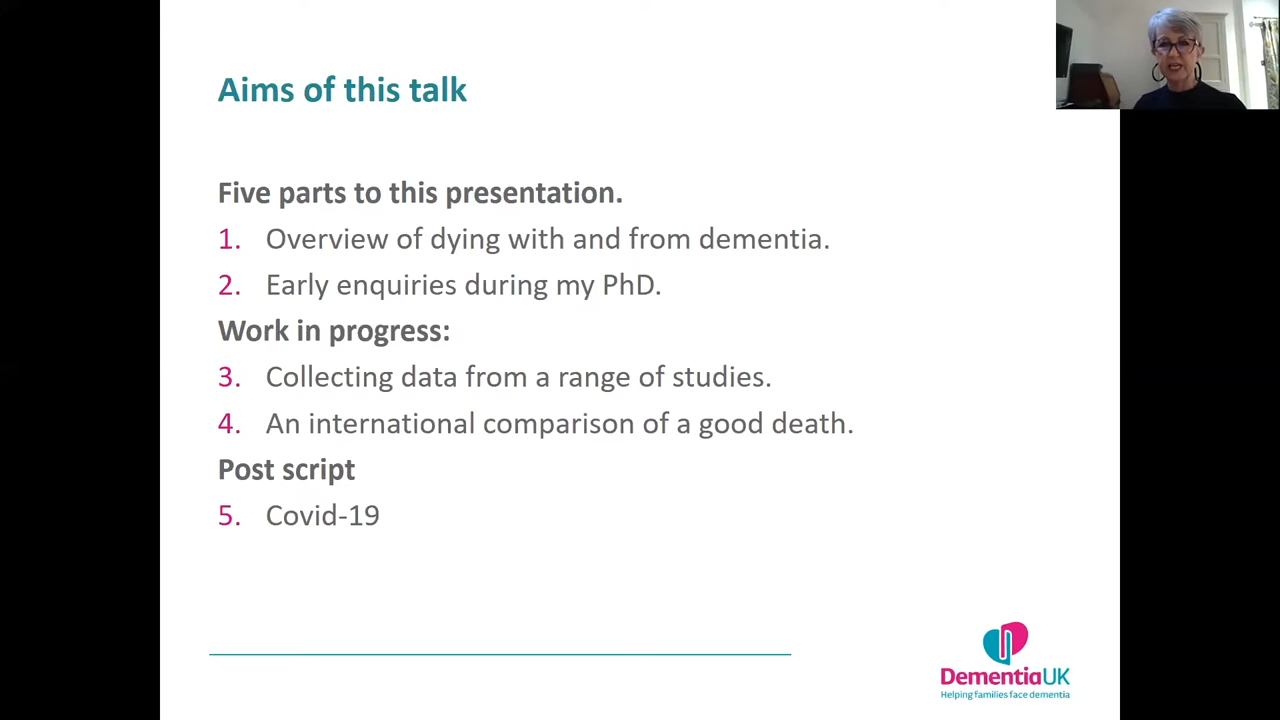 Aims of this talk
Five parts to this presentation.
1. Overview of dying with and from dementia.
2. Early enquiries during my PhD.
Work in progress:
3. Collecting data from a range of studies.
4. An international comparison of a good death.
Post script
5. Covid-19
DementiaUK
Helping families face dementia